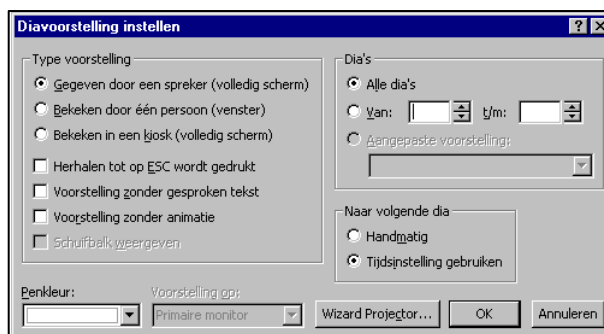 Diavoorstelling instellen
Type voorstelling
Gegeven door een spreker (volledig scherm)
Bekeken door één persoon (venster)
Bekeken in een kiosk (volledig scherm)
Herhalen tot op ESC wordt gedrukt
Voorstelling zonder gesproken tekst
Voorstelling zonder animatie
Schuifbalk weergeven
Dia's
Alle dia's
Van: t/m:
Aangepaste voorstelling:
Naar volgende dia
Handmatig
Tijdsinstelling gebruiken
Penkleur: Voorstelling op:
Primaire monitor Wizard Projector... OK Annuleren